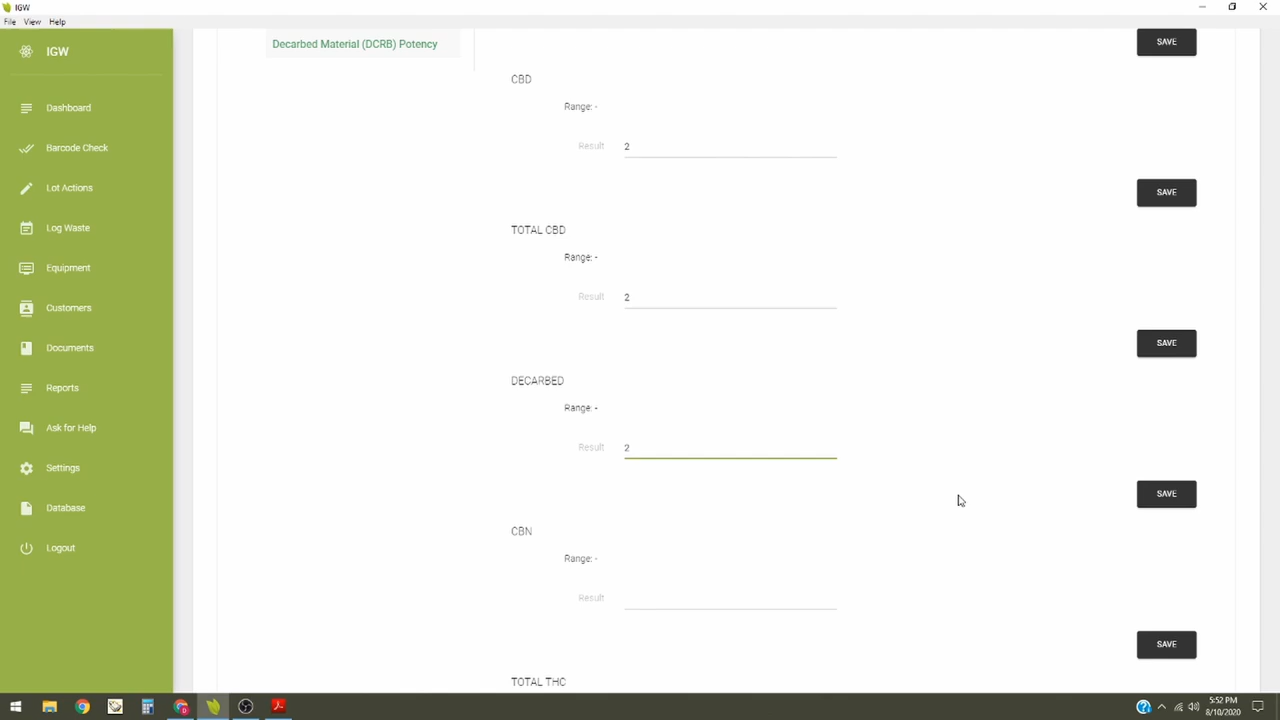 IGW
File View Help
IGW
Dashboard
Barcode Check
Lot Actions
Log Waste
Equipment
Customers
Documents
Reports
Ask for Help
Settings
Database
Logout
Decarbed Material (DCRB) Potency
SAVE
CBD
Range: -
Result 2
SAVE
TOTAL CBD
Range: -
Result 2
SAVE
DECARBED
Range: -
Result 2
SAVE
CBN
Range: -
Result
SAVE
TOTAL THC
5:52 PM
8/10/2020